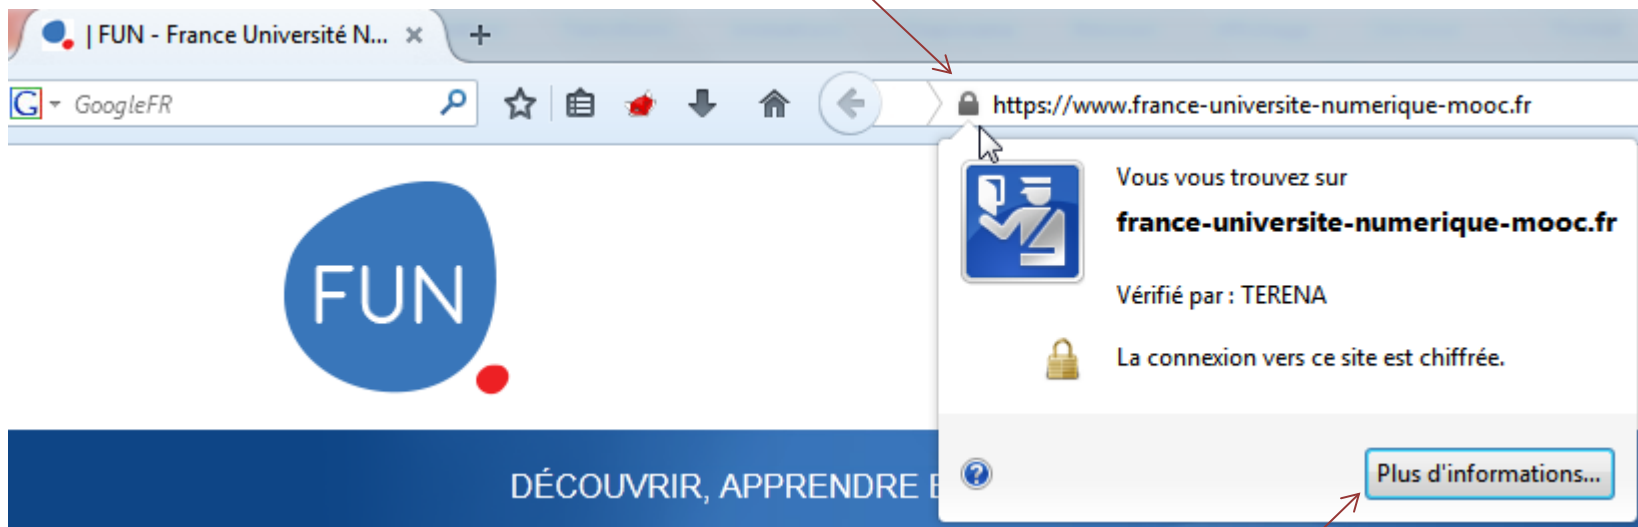 | FUN - France Université N... × +
G GoogleFR
https://www.france-universite-numerique-mooc.fr
FUN
Vous vous trouvez sur
france-universite-numerique-mooc.fr
Vérifié par : TERENA
La connexion vers ce site est chiffrée.
DÉCOUVRIR, APPRENDRE
?
Plus d'informations...